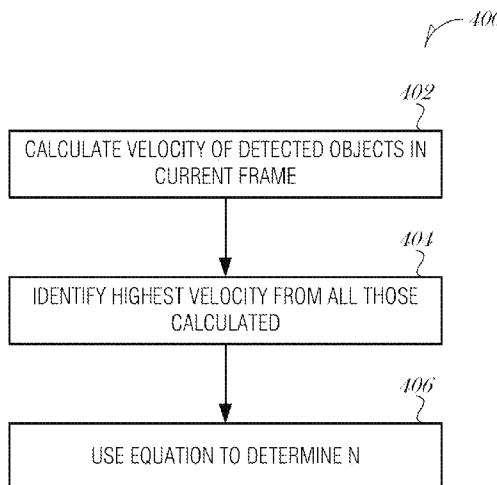 400
402
CALCULATE VELOCITY OF DETECTED OBJECTS IN
CURRENT FRAME
404
IDENTIFY HIGHEST VELOCITY FROM ALL THOSE
CALCULATED
406
USE EQUATION TO DETERMINE N